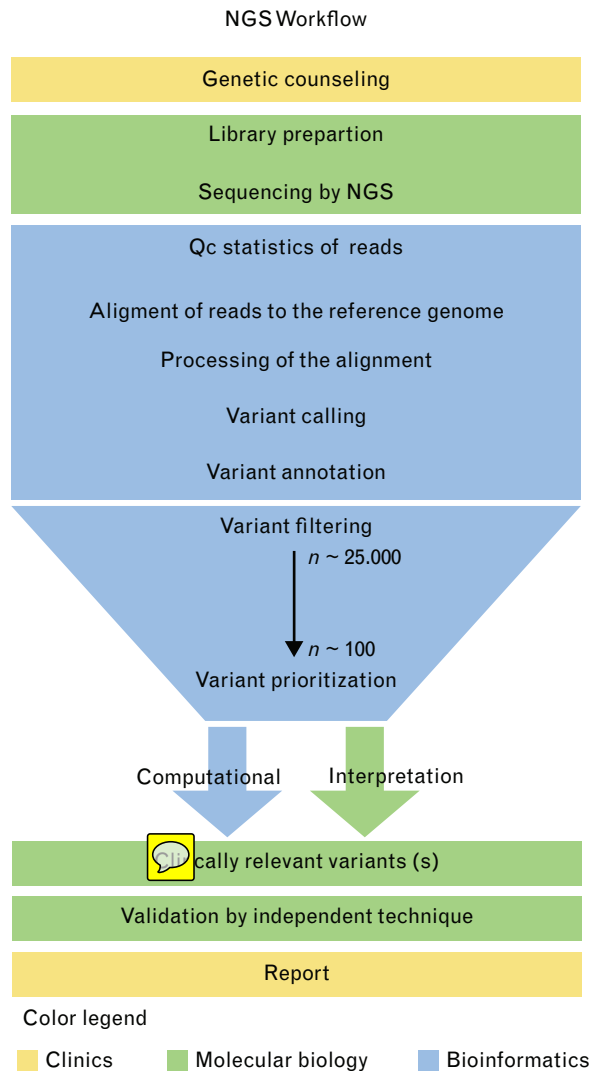 NGS Workflow
Genetic counseling
Library prepartion
Sequencing by NGS
Qc statistics of reads
Aligment of reads to the reference genome
Processing of the alignment
Variant calling
Variant annotation
Variant filtering
n ~ 25.000
n ~ 100
Variant prioritization
Computational Interpretation
Clinically relevant variants (s)
Validation by independent technique
Report
Color legend
Clinics Molecular biology Bioinformatics